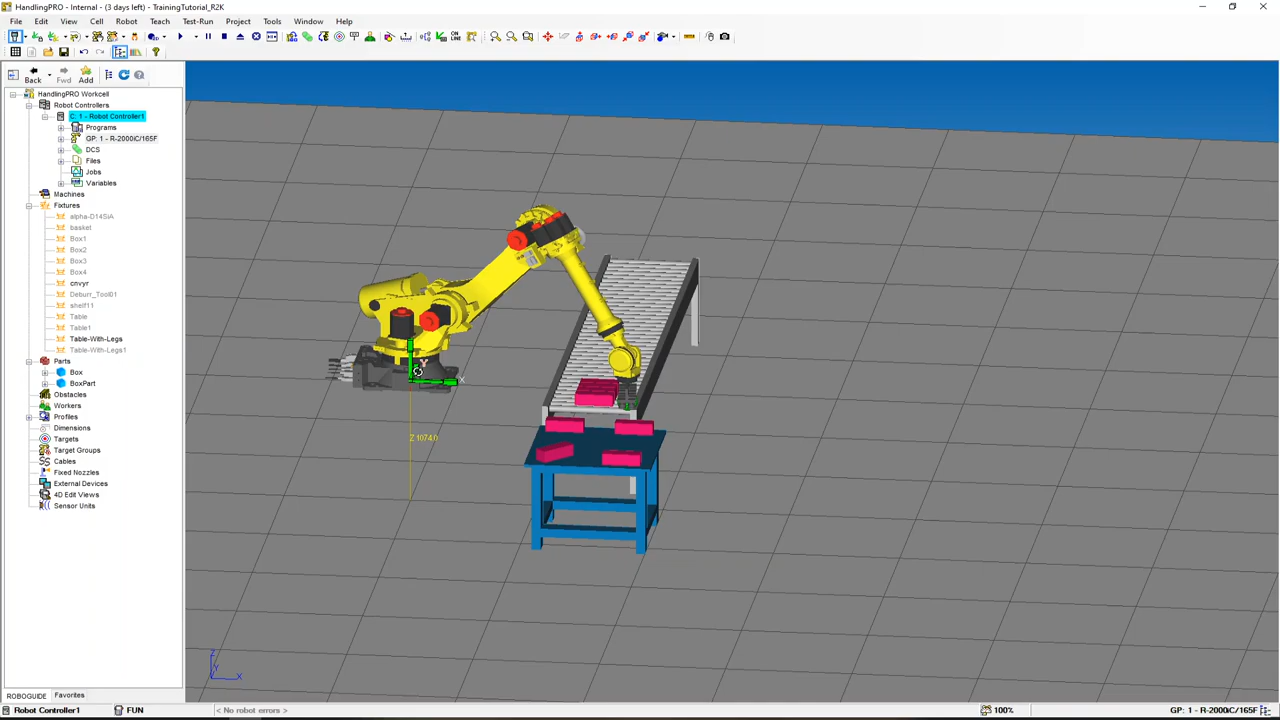 HandlingPRO - Internal - (3 days left) - TrainingTutorial_R2K
File Edit View Cell Robot Teach Test-Run Project Tools Window Help
ON LINE
Back Fwd Add
HandlingPRO Workcell
Robot Controllers
C: 1 - Robot Controller1
Programs
GP: 1 - R-2000iC/165F
DCS
Files
Jobs
Variables
Machines
Fixtures
alpha-D14SiA
basket
Box1
Box2
Box3
Box4
cnvyr
Deburr_Tool01
shelf11
Table
Table1
Table-With-Legs
Table-With-Legs1
Parts
Box
BoxPart
Obstacles
Workers
Profiles
Dimensions
Targets
Target Groups
Cables
Fixed Nozzles
External Devices
4D Edit Views
Sensor Units
Y
X
Z 1074.0
Z
Y
X
ROBOGUIDE Favorites
Robot Controller1 FUN < No robot errors > 100% GP: 1 - R-2000iC/165F